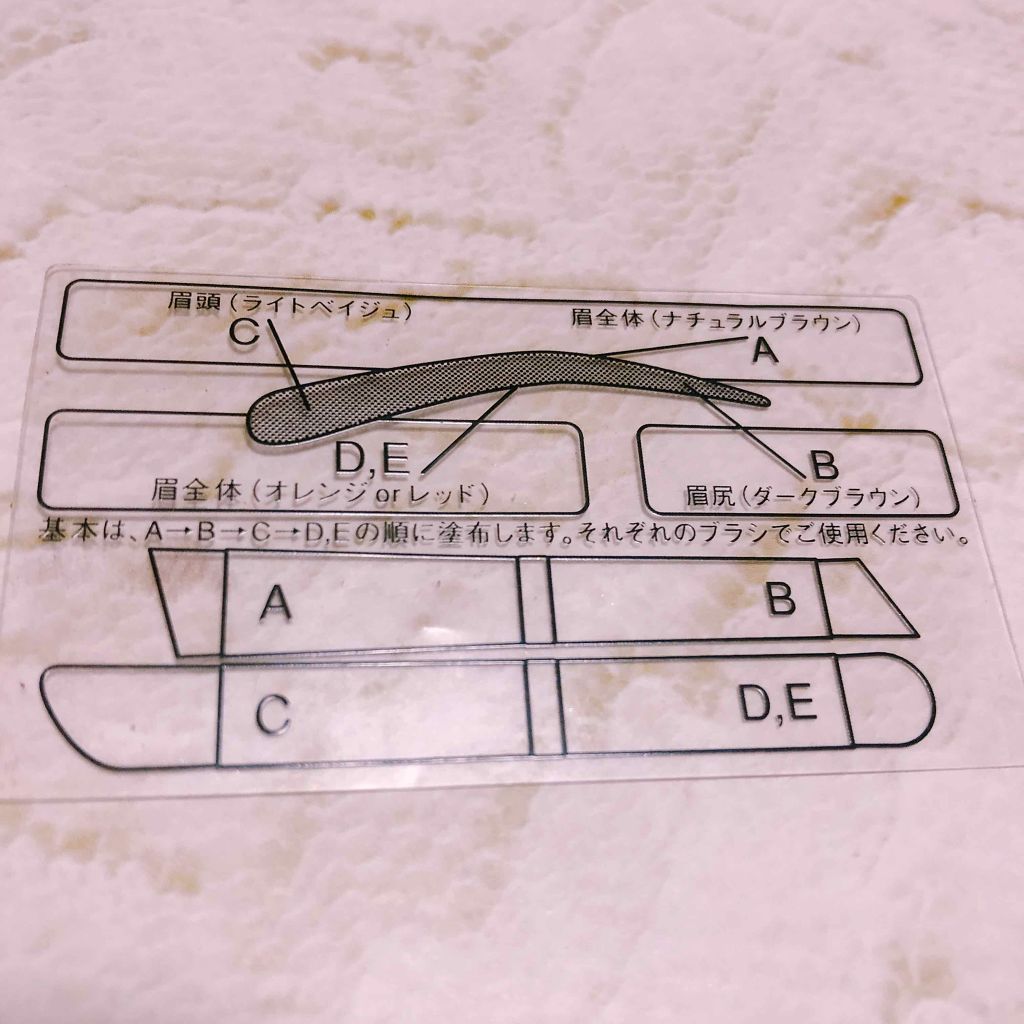 眉頭（ライトベイジュ）
C
眉全体（ナチュラルブラウン）
A
D,E
眉全体（オレンジorレッド）
B
眉尻（ダークブラウン）
基本は、A→B→C→D,Eの順に塗布します。それぞれのブラシでご使用ください。
A
B
C
D,E